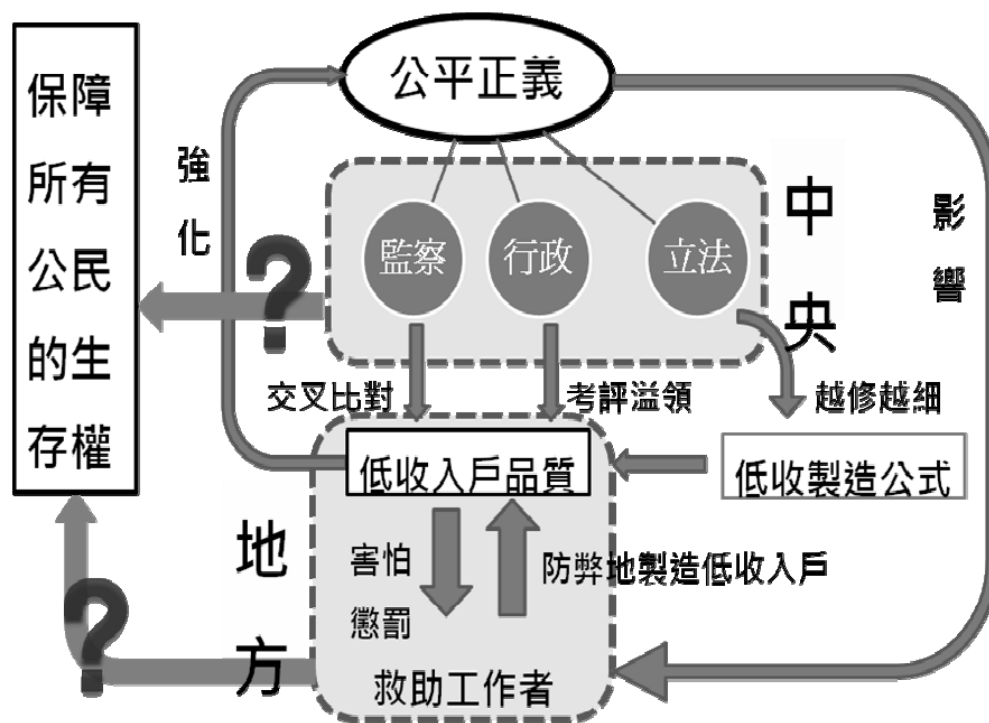 公平正義
保障
所有
公民
的生
存權
強
化
中
央
影
響
監察
行政
立法
?
交叉比對
考評溢領
越修越細
低收入戶品質
低收製造公式
地
方
害怕
懲罰
防弊地製造低收入戶
救助工作者
?